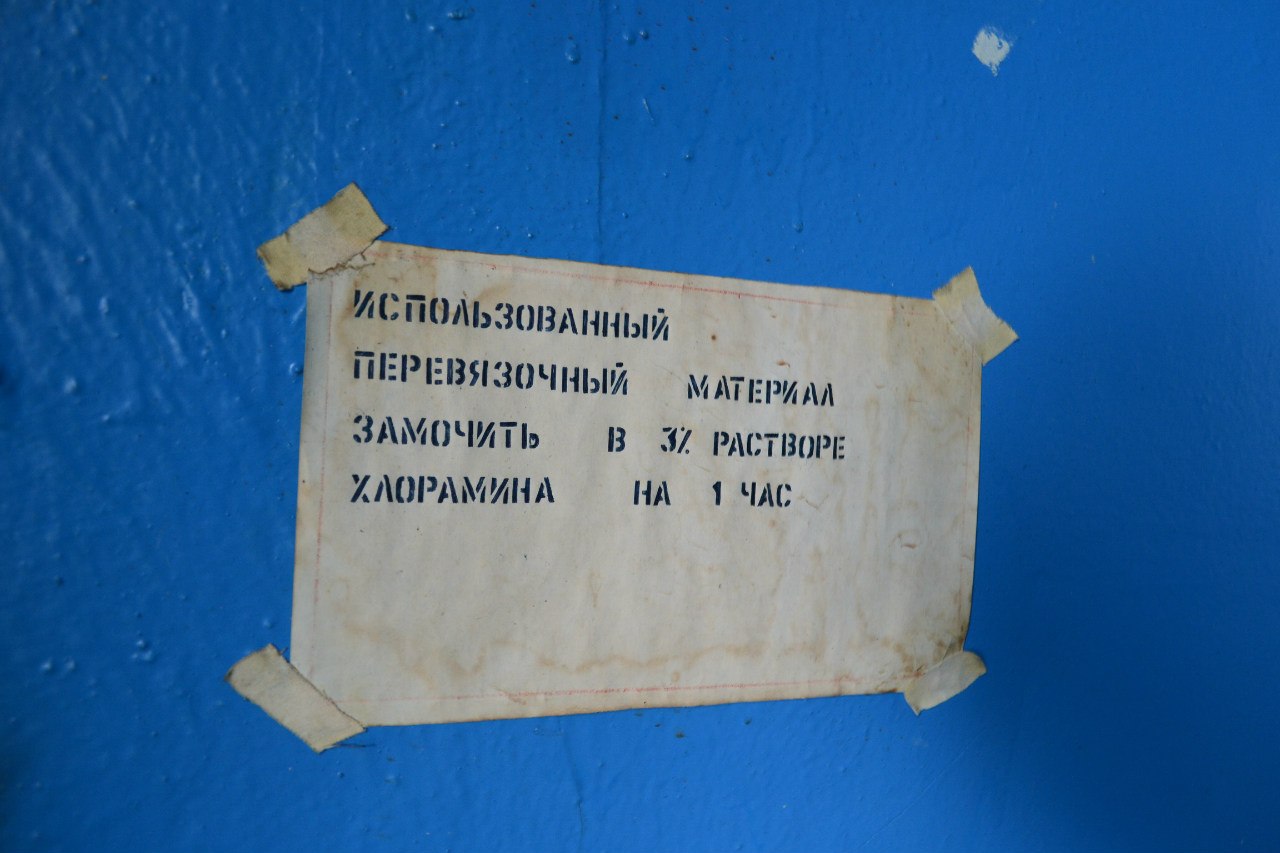 ИСПОЛЬЗОВАННЫЙ
ПЕРЕВЯЗОЧНЫЙ МАТЕРИАЛ
ЗАМОЧИТЬ В 3% РАСТВОРЕ
ХЛОРАМИНА НА 1 ЧАС